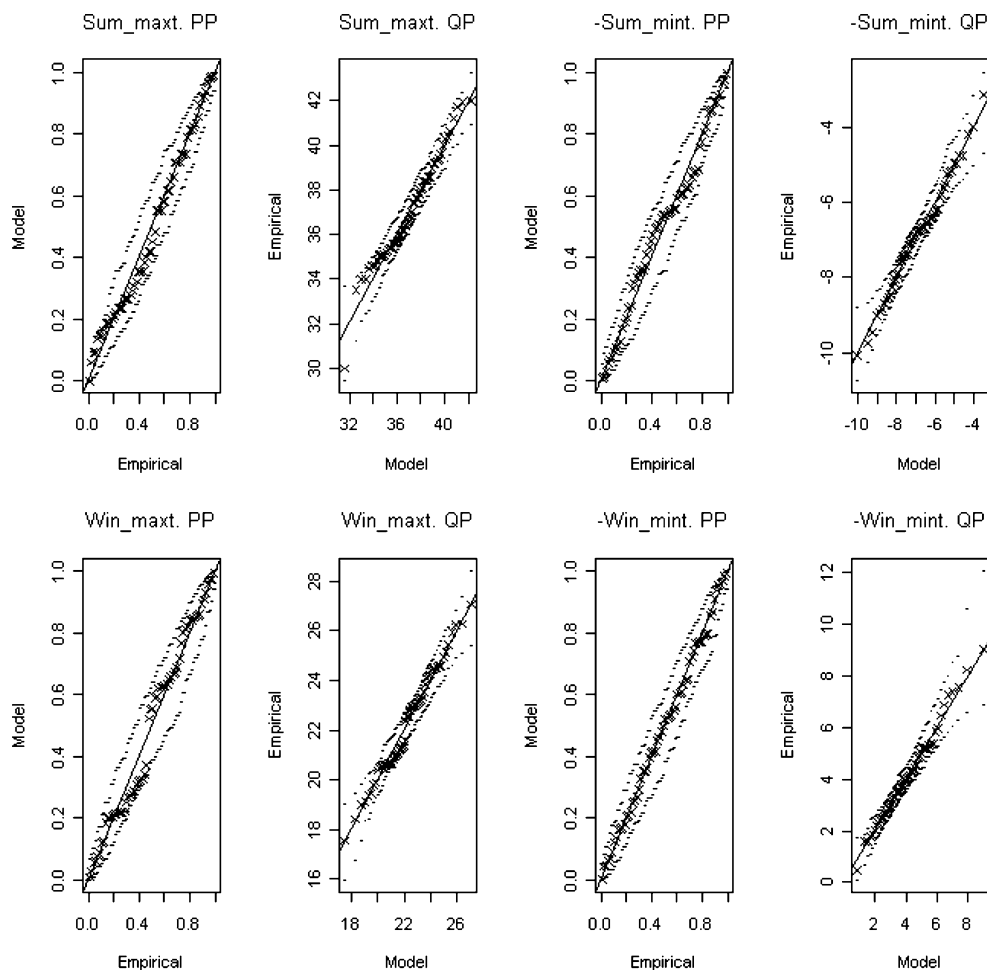 Sum_maxt. PP
Sum_maxt. QP
-Sum_mint. PP
-Sum_mint. QP
Model
0.0 0.2 0.4 0.6 0.8 1.0
0.0 0.4 0.8
Empirical
Empirical
30 32 34 36 38 40 42
32 36 40
Model
Model
0.0 0.2 0.4 0.6 0.8 1.0
0.0 0.4 0.8
Empirical
Empirical
-10 -8 -6 -4
-10 -8 -6 -4
Model
Win_maxt. PP
Win_maxt. QP
-Win_mint. PP
-Win_mint. QP
Model
0.0 0.2 0.4 0.6 0.8 1.0
0.0 0.4 0.8
Empirical
Empirical
16 18 20 22 24 26 28
18 22 26
Model
Model
0.0 0.2 0.4 0.6 0.8 1.0
0.0 0.4 0.8
Empirical
Empirical
0 2 4 6 8 10 12
2 4 6 8
Model